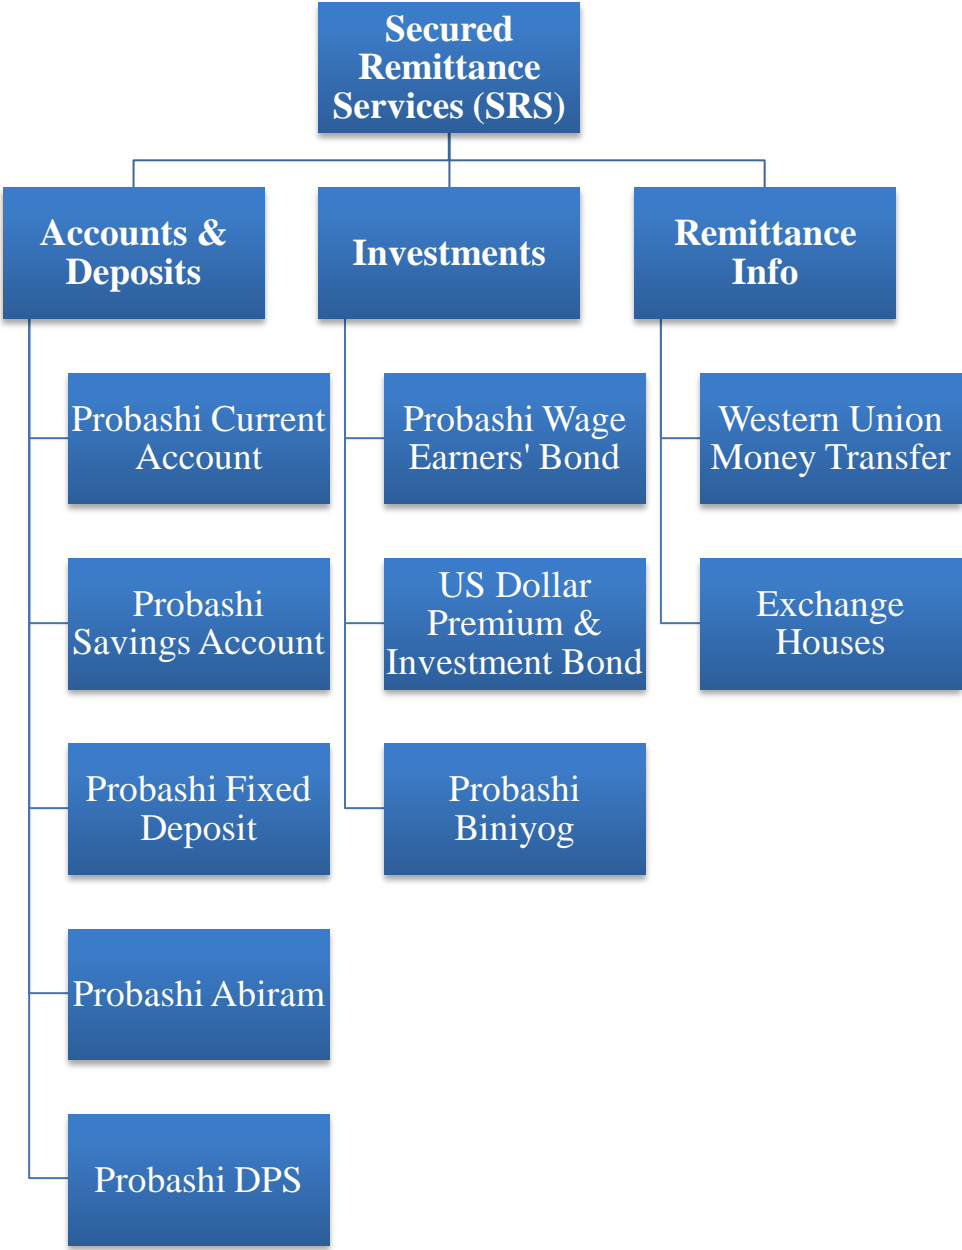 Secured
Remittance
Services (SRS)
Accounts &
Deposits
Investments
Remittance
Info
Probashi Current
Account
Probashi
Savings Account
Probashi Fixed
Deposit
Probashi Abiram
Probashi DPS
Probashi Wage
Earners' Bond
US Dollar
Premium &
Investment Bond
Probashi
Biniyog
Western Union
Money Transfer
Exchange
Houses